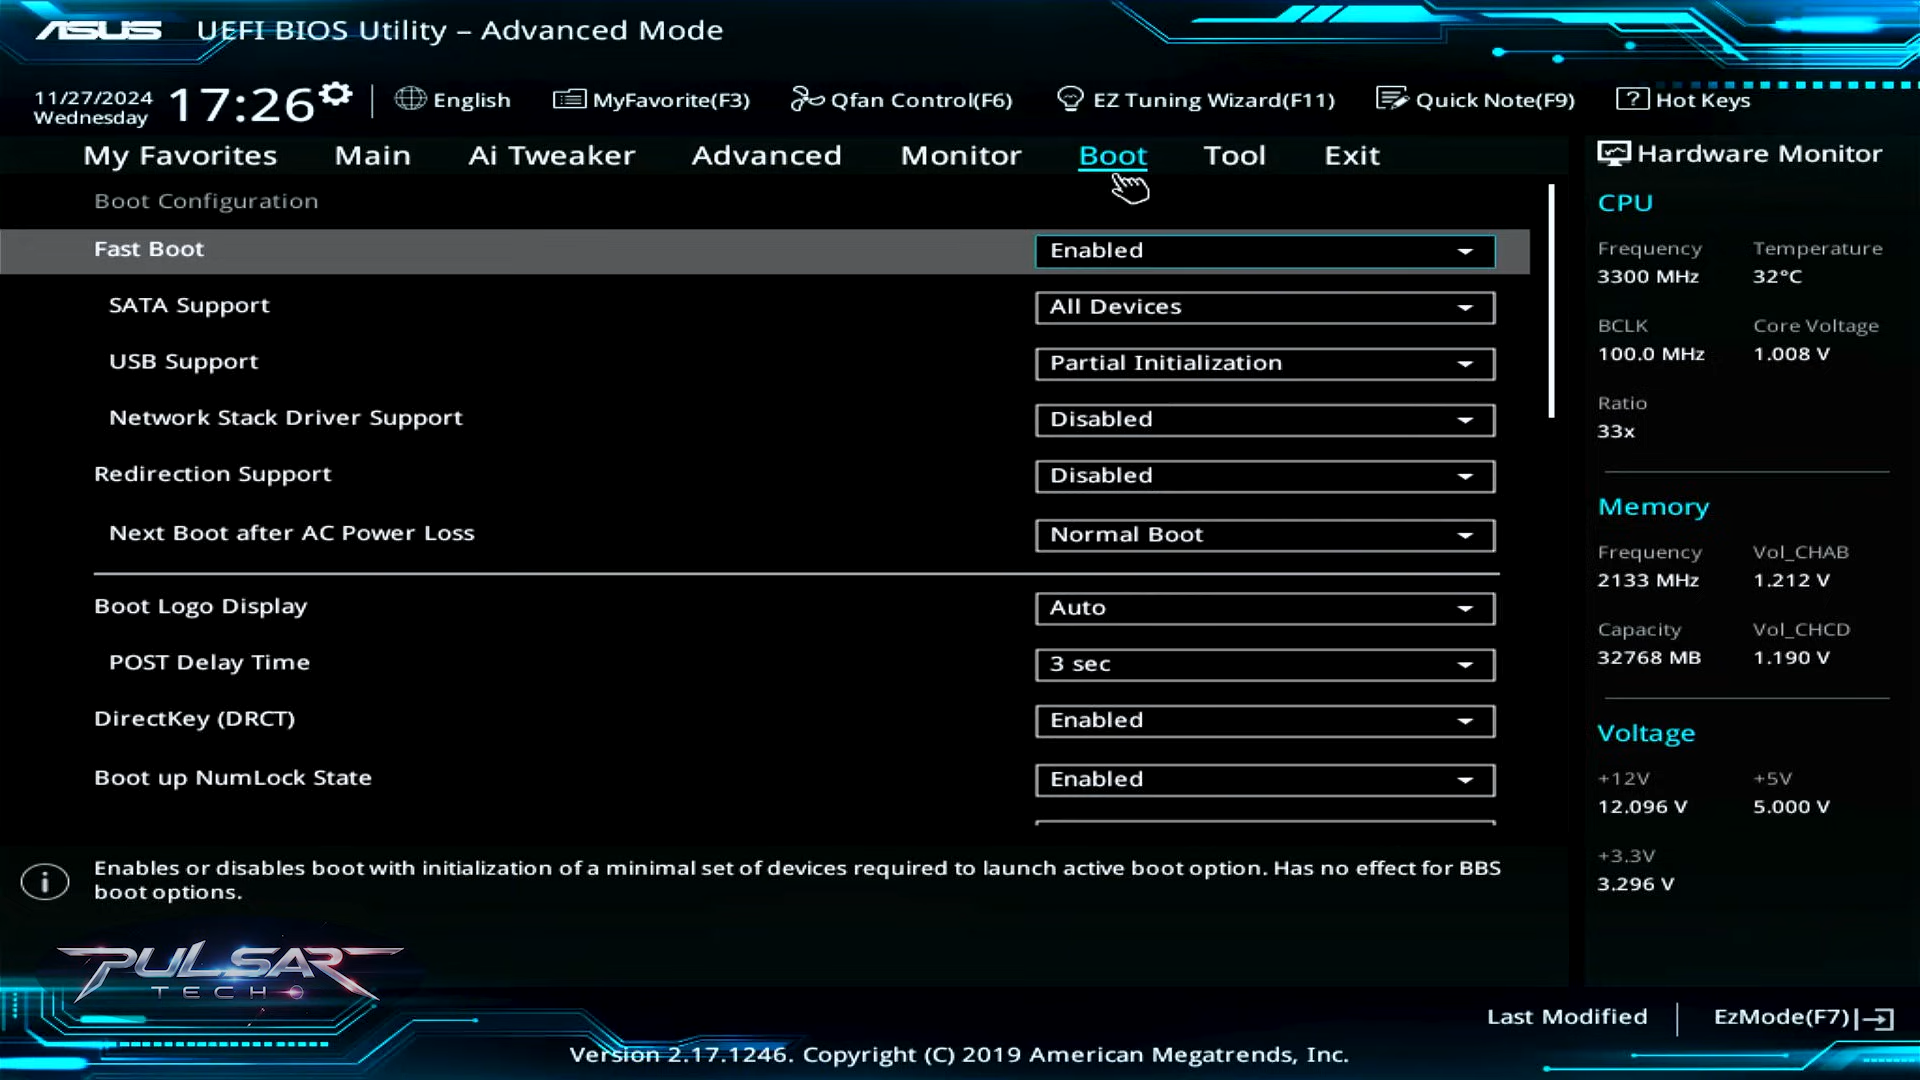 ASUS UEFI BIOS Utility – Advanced Mode
11/27/2024
Wednesday
17:26
English
MyFavorite(F3)
Qfan Control(F6)
EZ Tuning Wizard(F11)
Quick Note(F9)
? Hot Keys
My Favorites
Main
Ai Tweaker
Advanced
Monitor
Boot
Tool
Exit
Boot Configuration
Fast Boot Enabled
SATA Support All Devices
USB Support Partial Initialization
Network Stack Driver Support Disabled
Redirection Support Disabled
Next Boot after AC Power Loss Normal Boot
Boot Logo Display Auto
POST Delay Time 3 sec
DirectKey (DRCT) Enabled
Boot up NumLock State Enabled
Enables or disables boot with initialization of a minimal set of devices required to launch active boot option. Has no effect for BBS
boot options.
Hardware Monitor
CPU
Frequency Temperature
3300 MHz 32°C
BCLK Core Voltage
100.0 MHz 1.008 V
Ratio
33x
Memory
Frequency Vol_CHAB
2133 MHz 1.212 V
Capacity Vol_CHCD
32768 MB 1.190 V
Voltage
+12V +5V
12.096 V 5.000 V
+3.3V
3.296 V
PULSAR
TECH
Last Modified
EzMode(F7)
Version 2.17.1246. Copyright (C) 2019 American Megatrends, Inc.